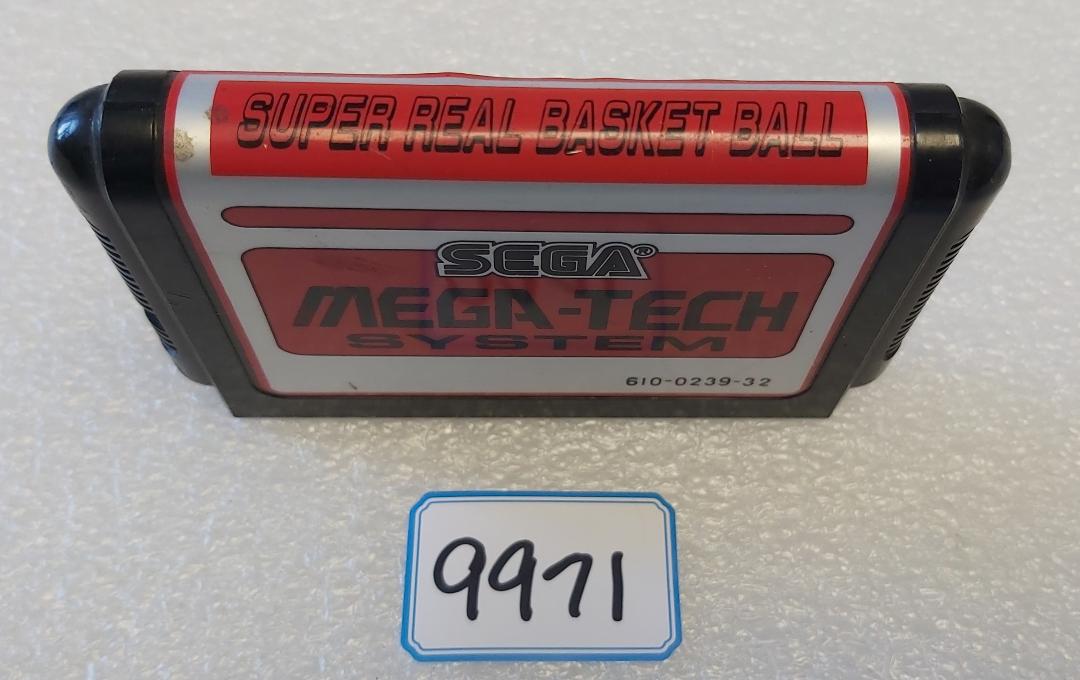 SUPER REAL BASKET BALL
SEGA®
MEGA-TECH
SYSTEM
610-0239-32
9971